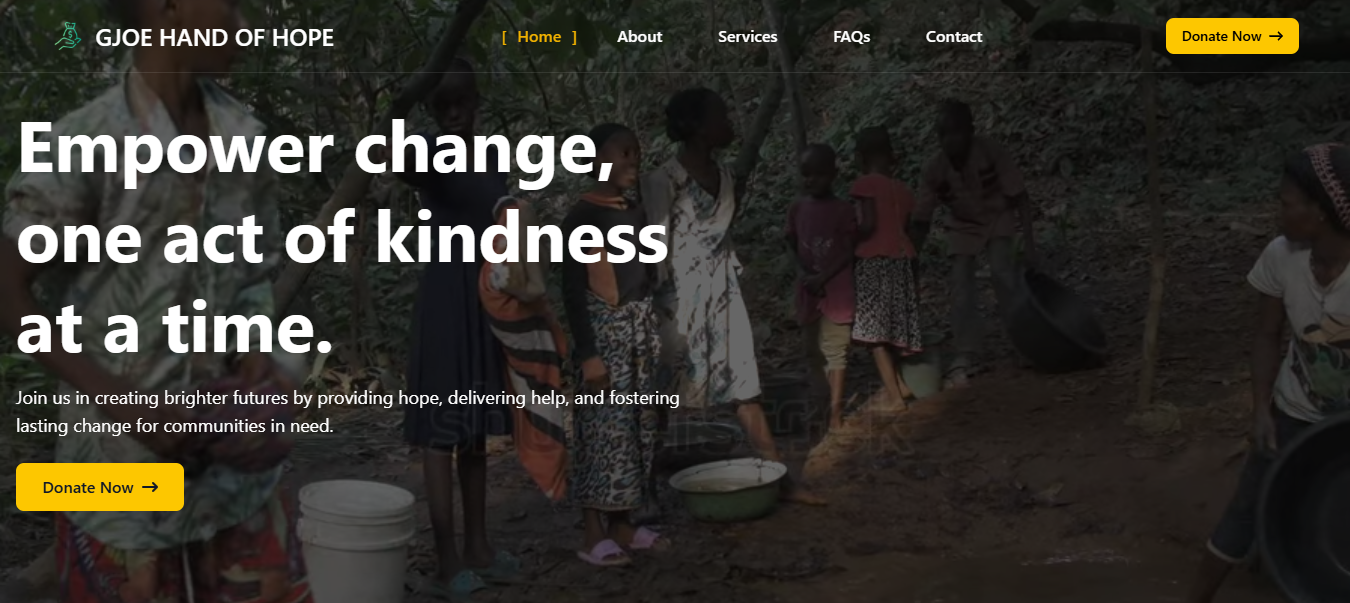 GJOE HAND OF HOPE
[ Home ] About Services FAQs Contact
Donate Now →
Empower change,
one act of kindness
at a time.
Join us in creating brighter futures by providing hope, delivering help, and fostering
lasting change for communities in need.
Donate Now →